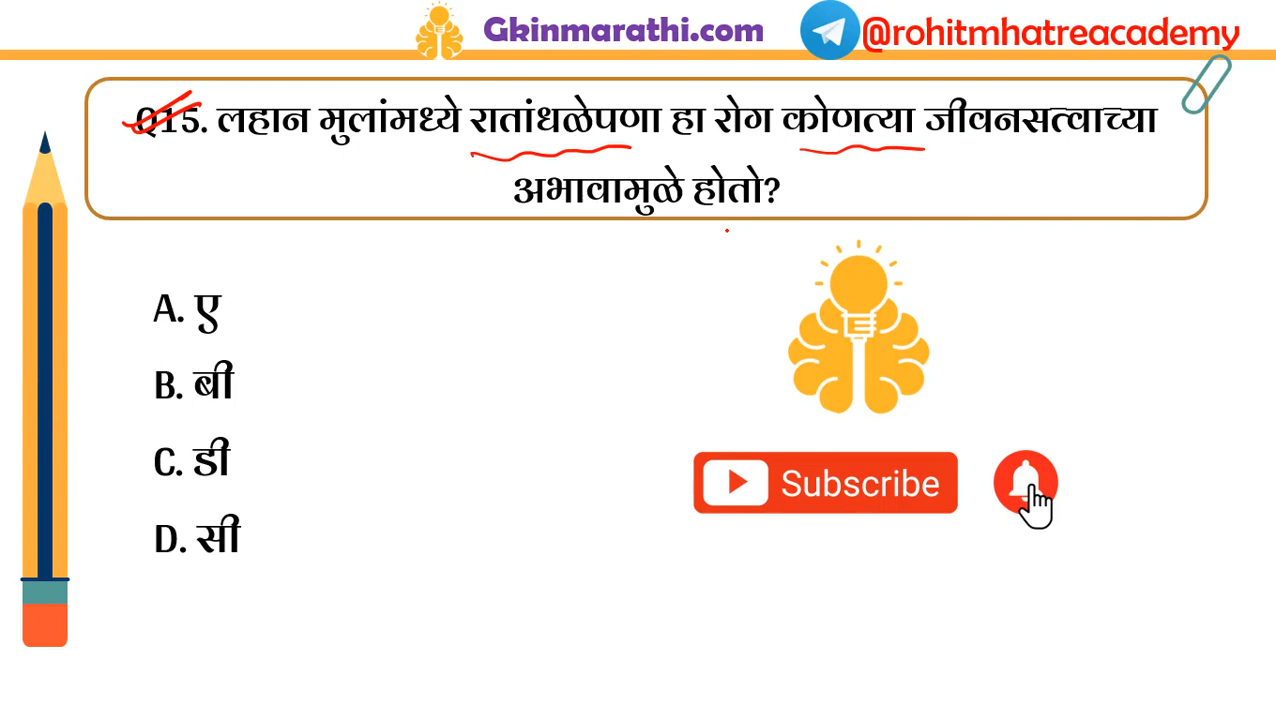 Gkinmarathi.com
@rohitmhatreacademy
Q15. लहान मुलांमध्ये रातांधळेपणा हा रोग कोणत्या जीवनसत्वाच्या
अभावामुळे होतो?
A. ए
B. बी
C. डी
D. सी
Subscribe